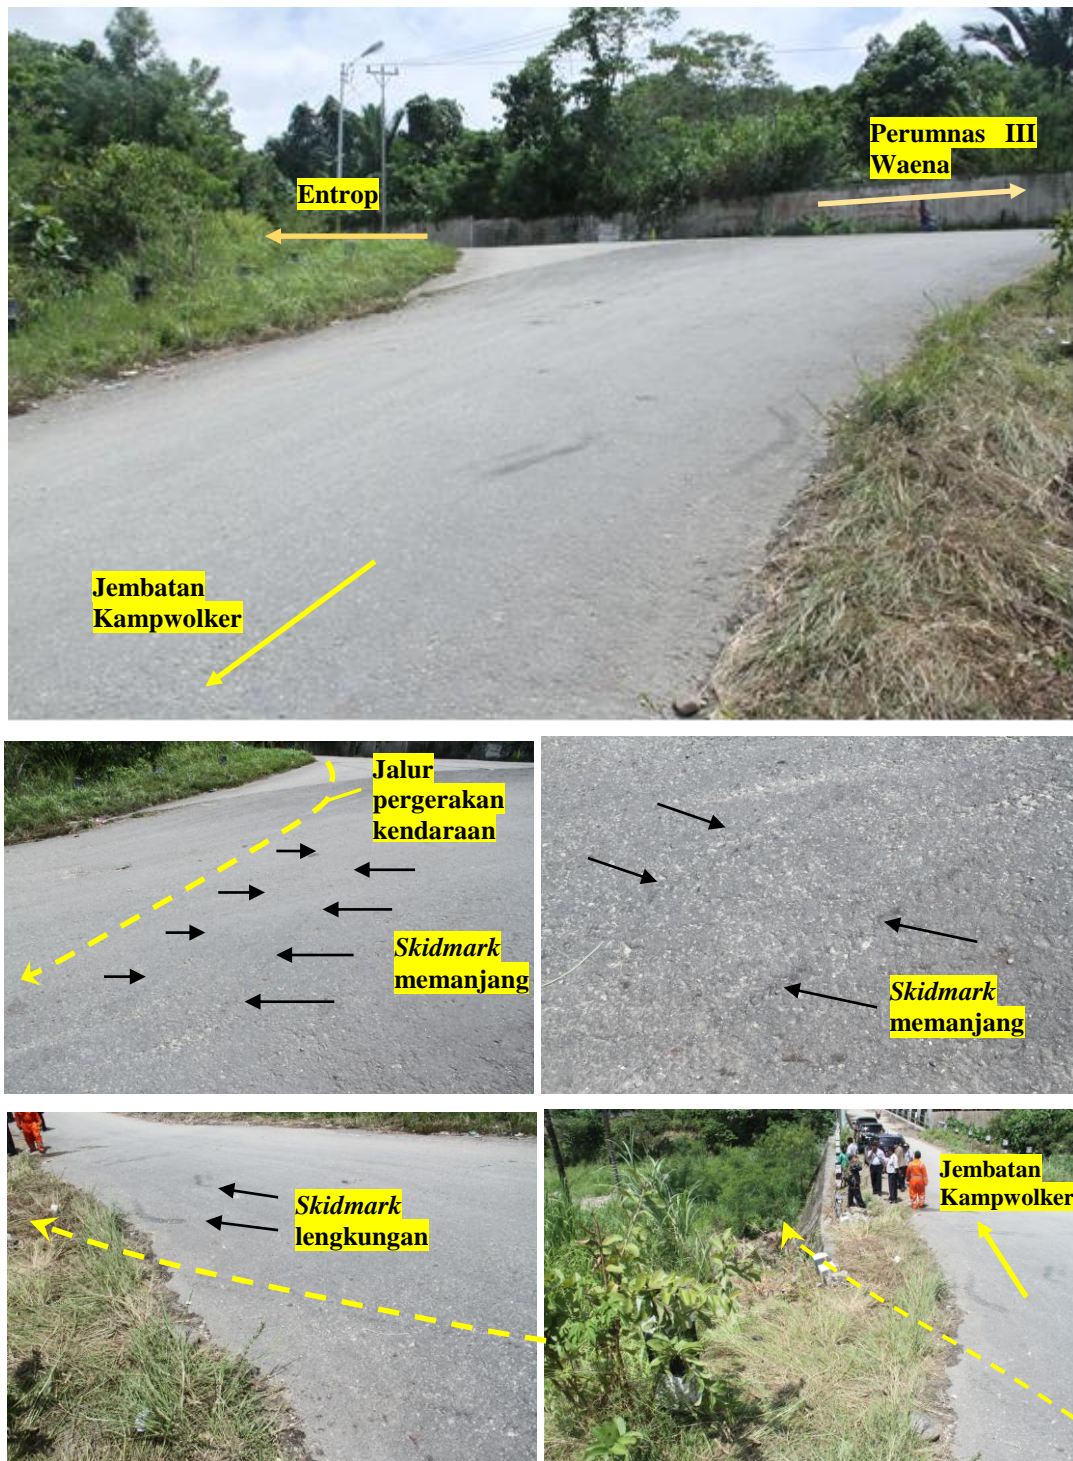 Perumnas III
Waena
Entrop
Jembatan
Kampwolker
Jalur
pergerakan
kendaraan
Skidmark
memanjang
Skidmark
memanjang
Skidmark
lengkungan
Jembatan
Kampwolker